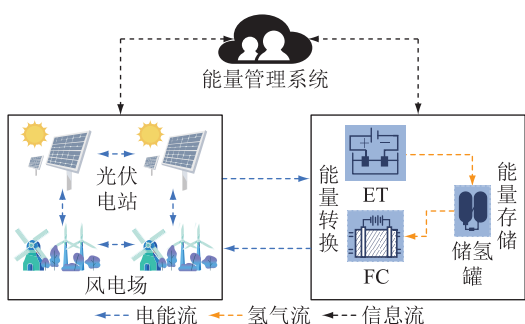 能量管理系统
光伏
电站
风电场
能量转换
ET
FC
能量存储
储氢
罐
电能流
氢气流
信息流